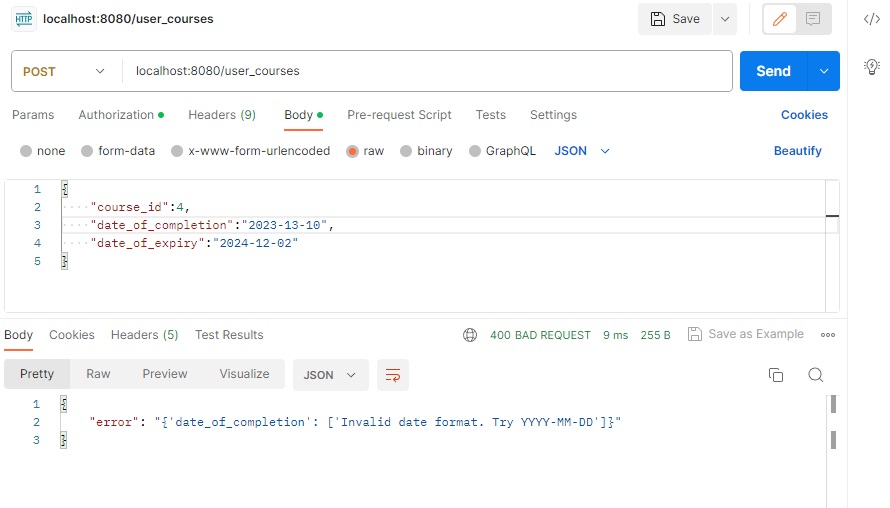 HTTP localhost:8080/user_courses Save
POST localhost:8080/user_courses Send
Params Authorization Headers (9) Body Pre-request Script Tests Settings Cookies
none form-data x-www-form-urlencoded raw binary GraphQL JSON Beautify
1 {
2 "course_id":4,
3 "date_of_completion":"2023-13-10",
4 "date_of_expiry":"2024-12-02"
5 }
Body Cookies Headers (5) Test Results 400 BAD REQUEST 9 ms 255 B Save as Example
Pretty Raw Preview Visualize JSON
1 {
2 "error": "{'date_of_completion': ['Invalid date format. Try YYYY-MM-DD']}"
3 }